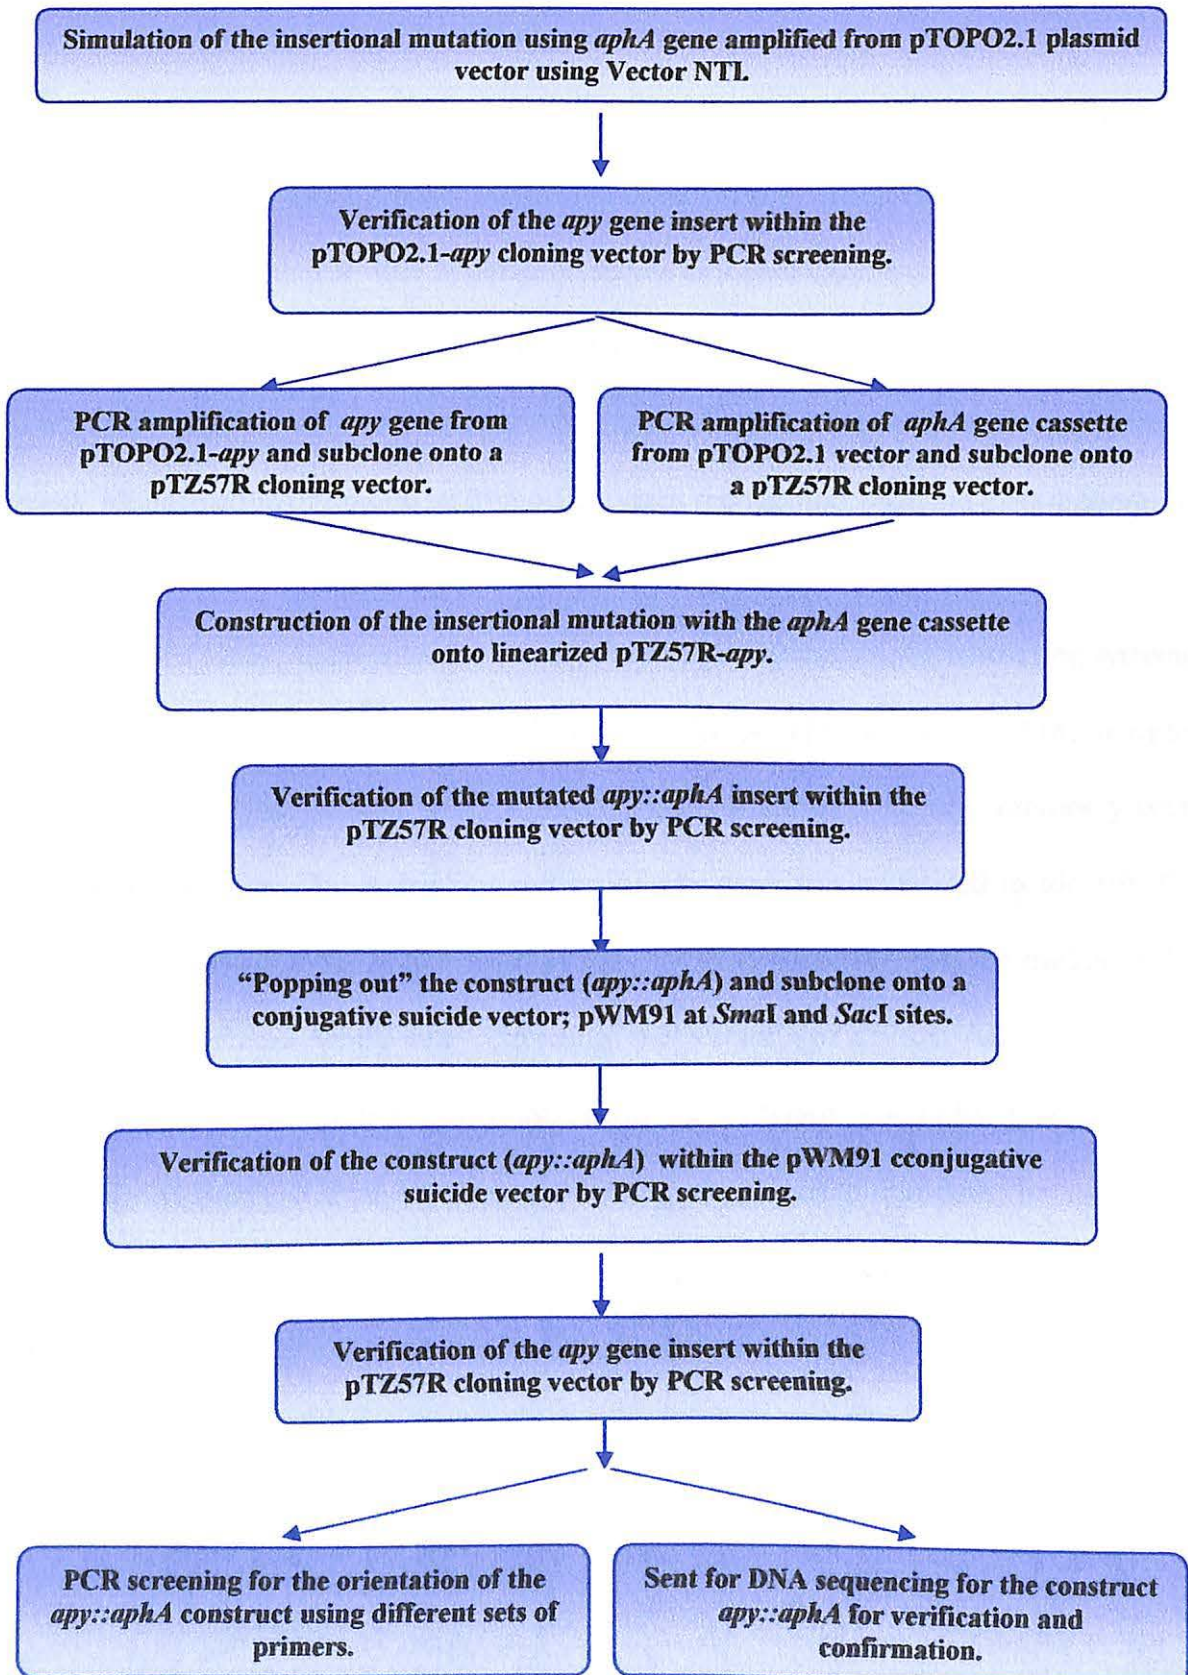 Simulation of the insertional mutation using aphA gene amplified from pTOPO2.1 plasmid
vector using Vector NTI.
Verification of the apy gene insert within the
pTOPO2.1-apy cloning vector by PCR screening.
PCR amplification of apy gene from
pTOPO2.1-apy and subclone onto a
pTZ57R cloning vector.
PCR amplification of aphA gene cassette
from pTOPO2.1 vector and subclone onto
a pTZ57R cloning vector.
Construction of the insertional mutation with the aphA gene cassette
onto linearized pTZ57R-apy.
Verification of the mutated apy::aphA insert within the
pTZ57R cloning vector by PCR screening.
“Popping out” the construct (apy::aphA) and subclone onto a
conjugative suicide vector; pWM91 at SmaI and SacI sites.
Verification of the construct (apy::aphA) within the pWM91 cconjugative
suicide vector by PCR screening.
Verification of the apy gene insert within the
pTZ57R cloning vector by PCR screening.
PCR screening for the orientation of the
apy::aphA construct using different sets of
primers.
Sent for DNA sequencing for the construct
apy::aphA for verification and
confirmation.